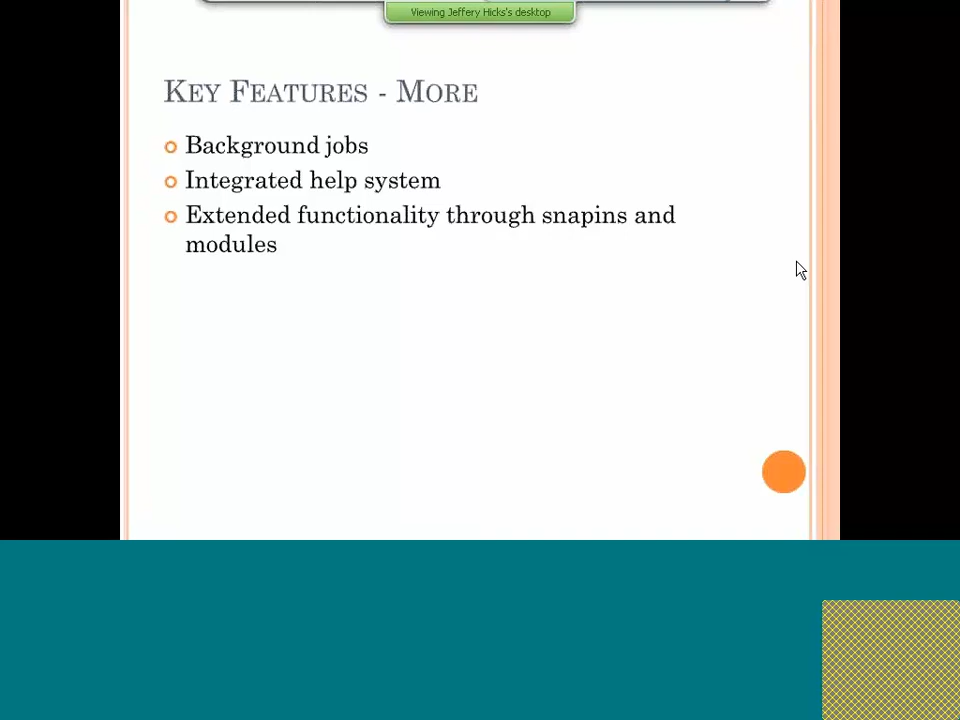 Viewing Jeffery Hicks's desktop
KEY FEATURES - MORE
Background jobs
Integrated help system
Extended functionality through snapins and
modules